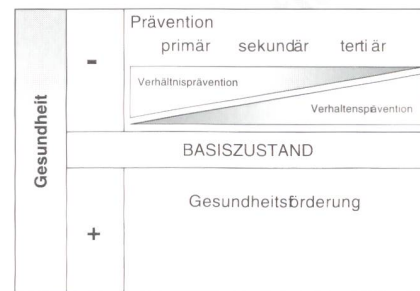 Gesundheit
-
Prävention
primär sekundär tertiär
Verhältnisprävention
Verhaltensprävention
BASISZUSTAND
+
Gesundheitsförderung